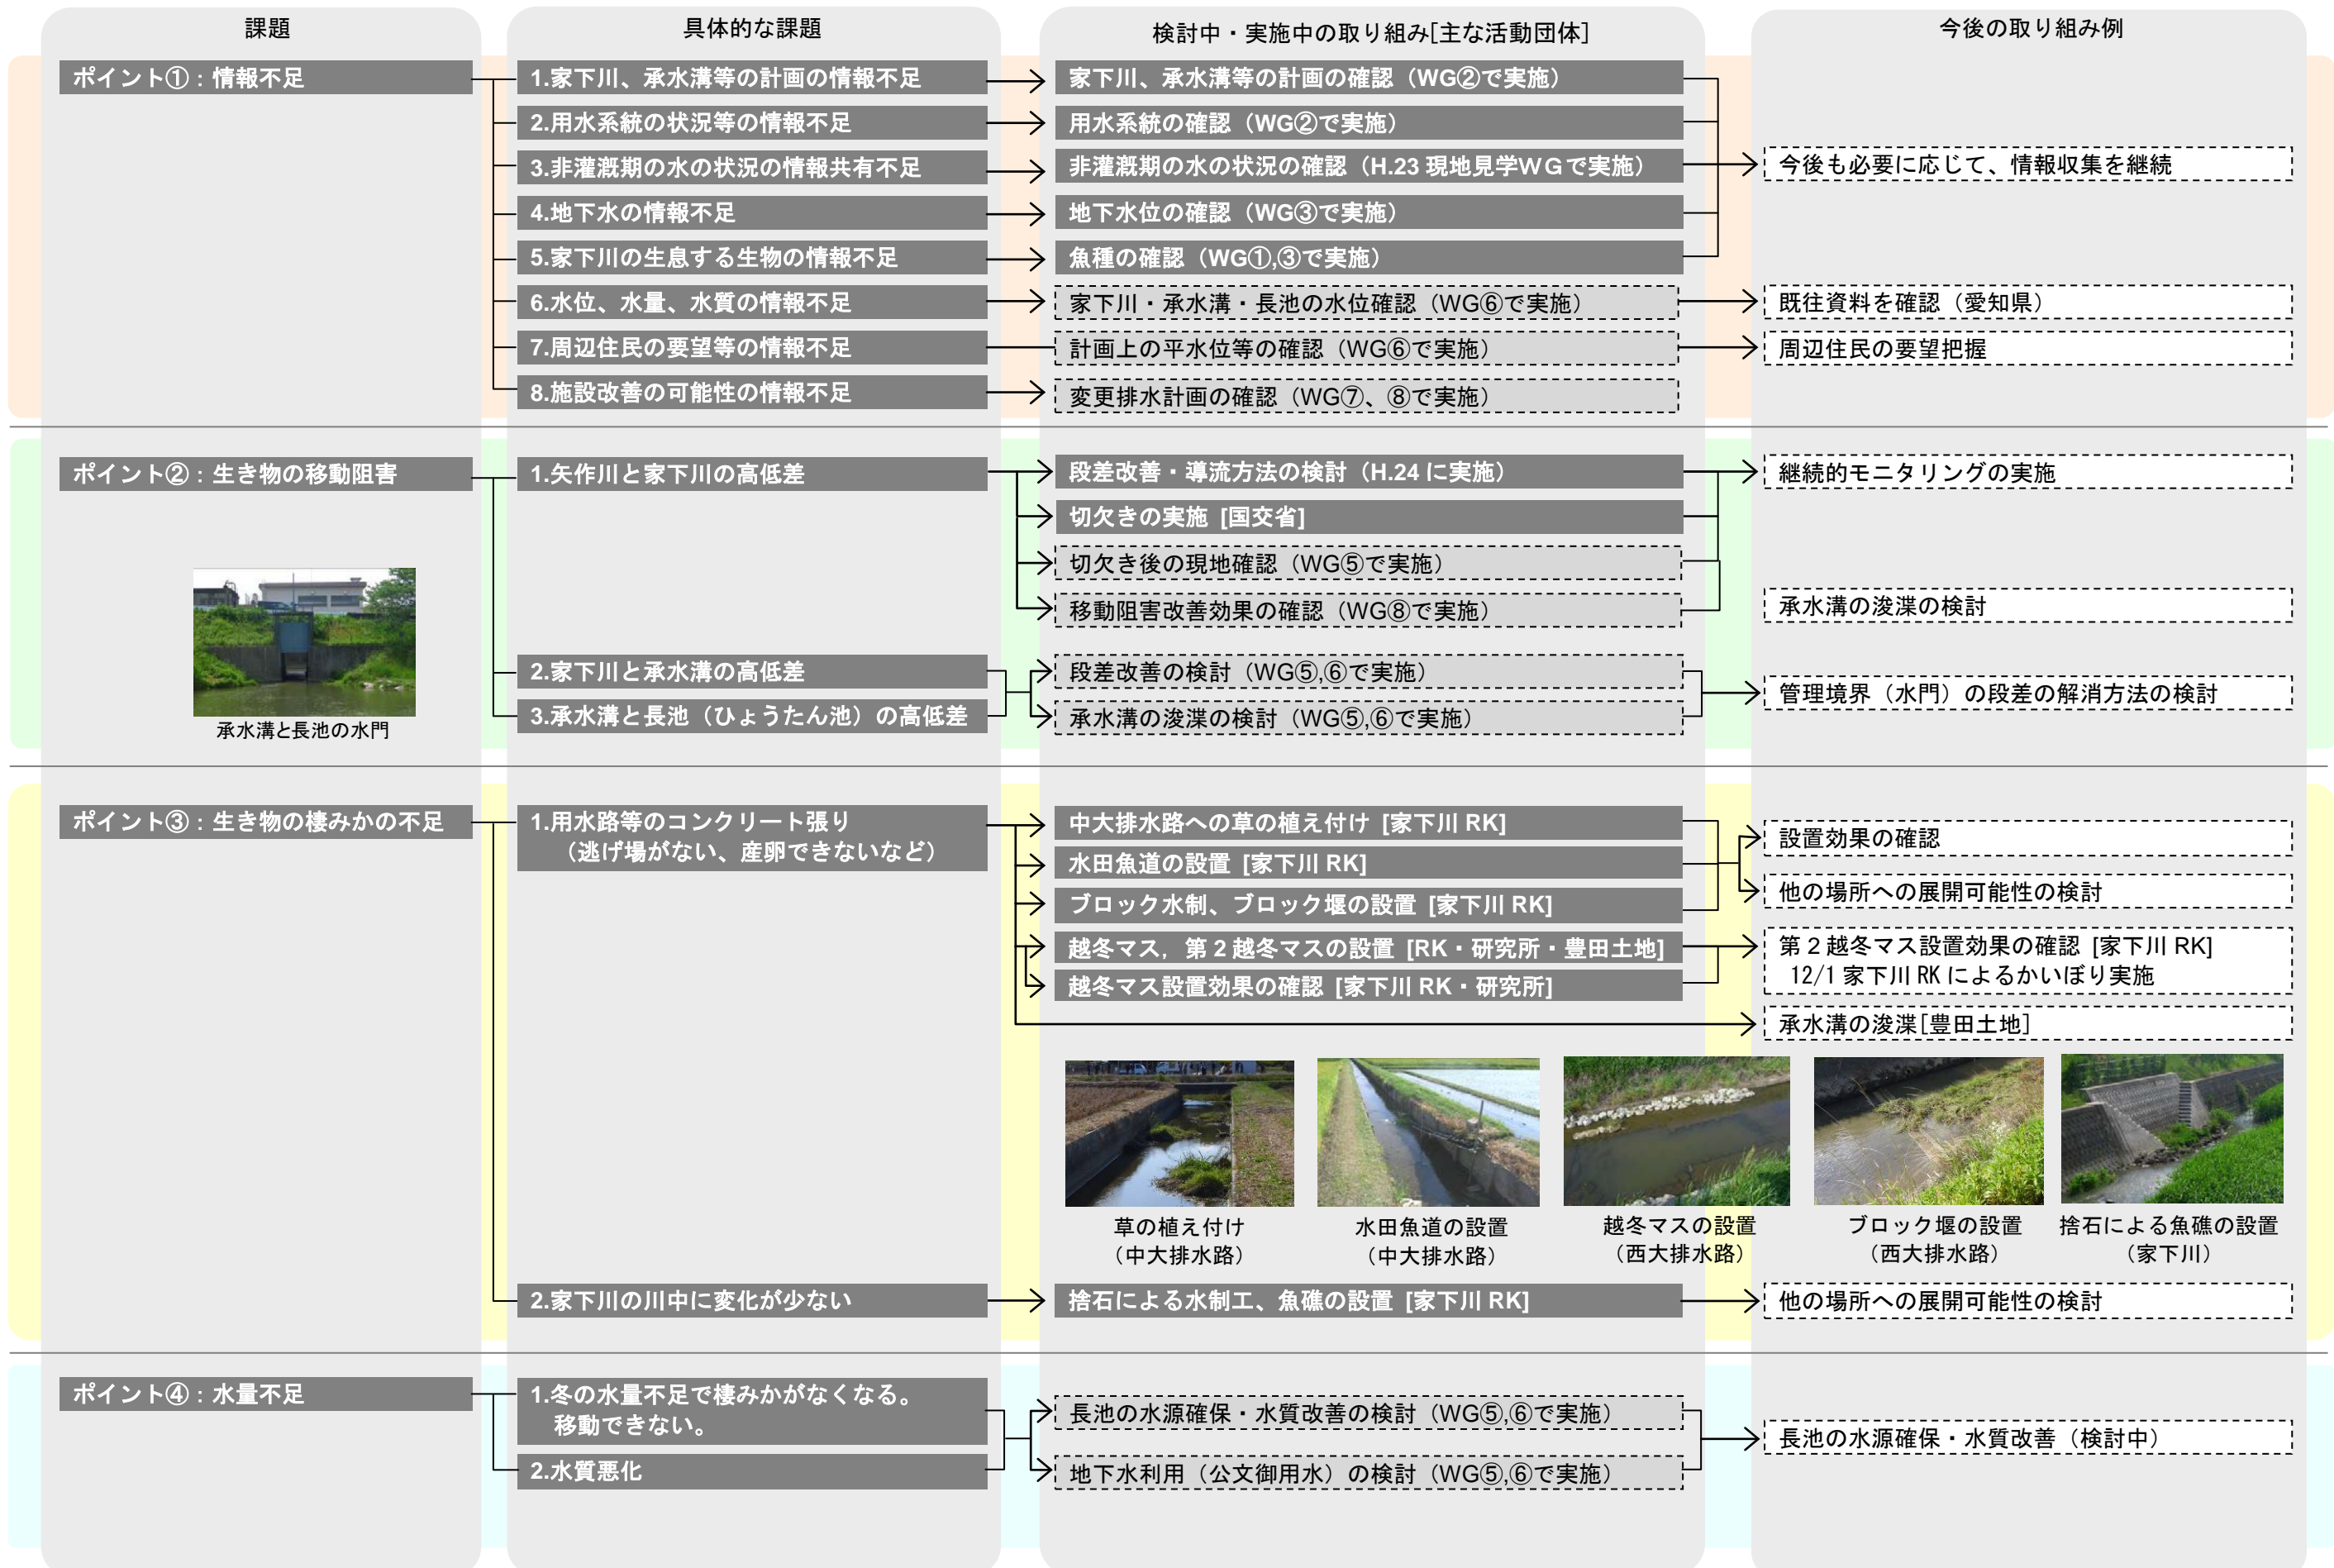 課題
具体的な課題
検討中・実施中の取り組み[主な活動団体]
今後の取り組み例
ポイント①：情報不足
1.家下川、承水溝等の計画の情報不足
家下川、承水溝等の計画の確認（WG②で実施）
2.用水系統の状況等の情報不足
用水系統の確認（WG②で実施）
3.非灌漑期の水の状況の情報共有不足
非灌漑期の水の状況の確認（H.23 現地見学ＷＧで実施）
今後も必要に応じて、情報収集を継続
4.地下水の情報不足
地下水位の確認（WG③で実施）
5.家下川の生息する生物の情報不足
魚種の確認（WG①,③で実施）
6.水位、水量、水質の情報不足
家下川・承水溝・長池の水位確認（WG⑥で実施）
既往資料を確認（愛知県）
7.周辺住民の要望等の情報不足
計画上の平水位等の確認（WG⑥で実施）
周辺住民の要望把握
8.施設改善の可能性の情報不足
変更排水計画の確認（WG⑦、⑧で実施）
ポイント②：生き物の移動阻害
1.矢作川と家下川の高低差
段差改善・導流方法の検討（H.24 に実施）
継続的モニタリングの実施
切欠きの実施 [国交省]
切欠き後の現地確認（WG⑤で実施）
移動阻害改善効果の確認（WG⑧で実施）
承水溝の浚渫の検討
2.家下川と承水溝の高低差
段差改善の検討（WG⑤,⑥で実施）
管理境界（水門）の段差の解消方法の検討
3.承水溝と長池（ひょうたん池）の高低差
承水溝の浚渫の検討（WG⑤,⑥で実施）
承水溝と長池の水門
ポイント③：生き物の棲みかの不足
1.用水路等のコンクリート張り
（逃げ場がない、産卵できないなど）
中大排水路への草の植え付け [家下川 RK]
設置効果の確認
水田魚道の設置 [家下川 RK]
他の場所への展開可能性の検討
ブロック水制、ブロック堰の設置 [家下川 RK]
越冬マス，第２越冬マスの設置 [RK・研究所・豊田土地]
第２越冬マス設置効果の確認 [家下川 RK]
12/1 家下川 RK によるかいぼり実施
越冬マス設置効果の確認 [家下川 RK・研究所]
承水溝の浚渫[豊田土地]
草の植え付け
（中大排水路）
水田魚道の設置
（中大排水路）
越冬マスの設置
（西大排水路）
ブロック堰の設置
（西大排水路）
捨石による魚礁の設置
（家下川）
2.家下川の川中に変化が少ない
捨石による水制工、魚礁の設置 [家下川 RK]
他の場所への展開可能性の検討
ポイント④：水量不足
1.冬の水量不足で棲みかがなくなる。
移動できない。
長池の水源確保・水質改善の検討（WG⑤,⑥で実施）
長池の水源確保・水質改善（検討中）
2.水質悪化
地下水利用（公文御用水）の検討（WG⑤,⑥で実施）